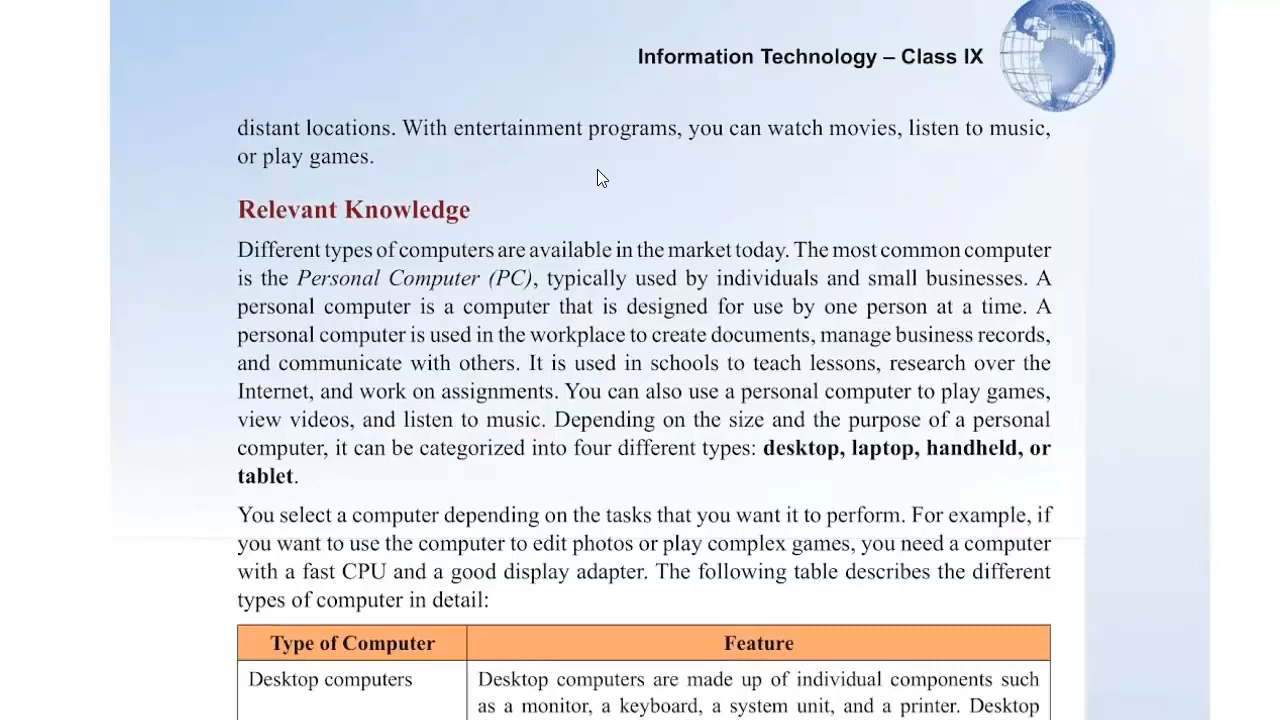 Information Technology – Class IX
distant locations. With entertainment programs, you can watch movies, listen to music,
or play games.
Relevant Knowledge
Different types of computers are available in the market today. The most common computer
is the Personal Computer (PC), typically used by individuals and small businesses. A
personal computer is a computer that is designed for use by one person at a time. A
personal computer is used in the workplace to create documents, manage business records,
and communicate with others. It is used in schools to teach lessons, research over the
Internet, and work on assignments. You can also use a personal computer to play games,
view videos, and listen to music. Depending on the size and the purpose of a personal
computer, it can be categorized into four different types: desktop, laptop, handheld, or
tablet.
You select a computer depending on the tasks that you want it to perform. For example, if
you want to use the computer to edit photos or play complex games, you need a computer
with a fast CPU and a good display adapter. The following table describes the different
types of computer in detail:
Type of Computer Feature
Desktop computers Desktop computers are made up of individual components such
as a monitor, a keyboard, a system unit, and a printer. Desktop